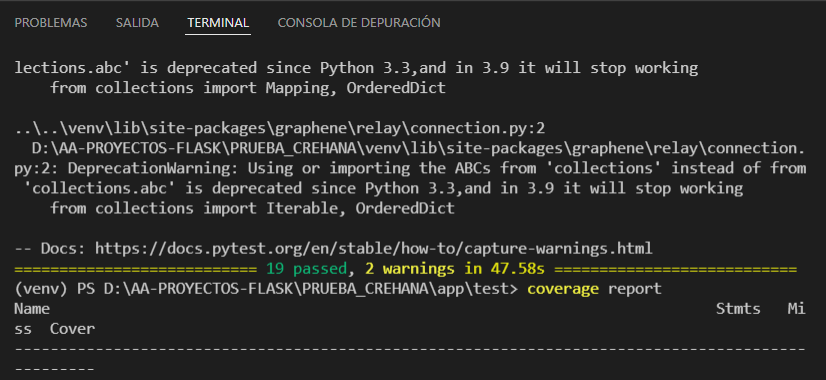 PROBLEMAS SALIDA TERMINAL CONSOLA DE DEPURACIÓN
lections.abc' is deprecated since Python 3.3,and in 3.9 it will stop working
    from collections import Mapping, OrderedDict

..\..\venv\lib\site-packages\graphene\relay\connection.py:2
  D:\AA-PROYECTOS-FLASK\PRUEBA_CREHANA\venv\lib\site-packages\graphene\relay\connection.
py:2: DeprecationWarning: Using or importing the ABCs from 'collections' instead of from
 'collections.abc' is deprecated since Python 3.3,and in 3.9 it will stop working
    from collections import Iterable, OrderedDict

-- Docs: https://docs.pytest.org/en/stable/how-to/capture-warnings.html
=========================== 19 passed, 2 warnings in 47.58s ===========================
(venv) PS D:\AA-PROYECTOS-FLASK\PRUEBA_CREHANA\app\test> coverage report
Name                                                                          Stmts   Mi
ss  Cover
----------------------------------------------------------------------------------------
---------